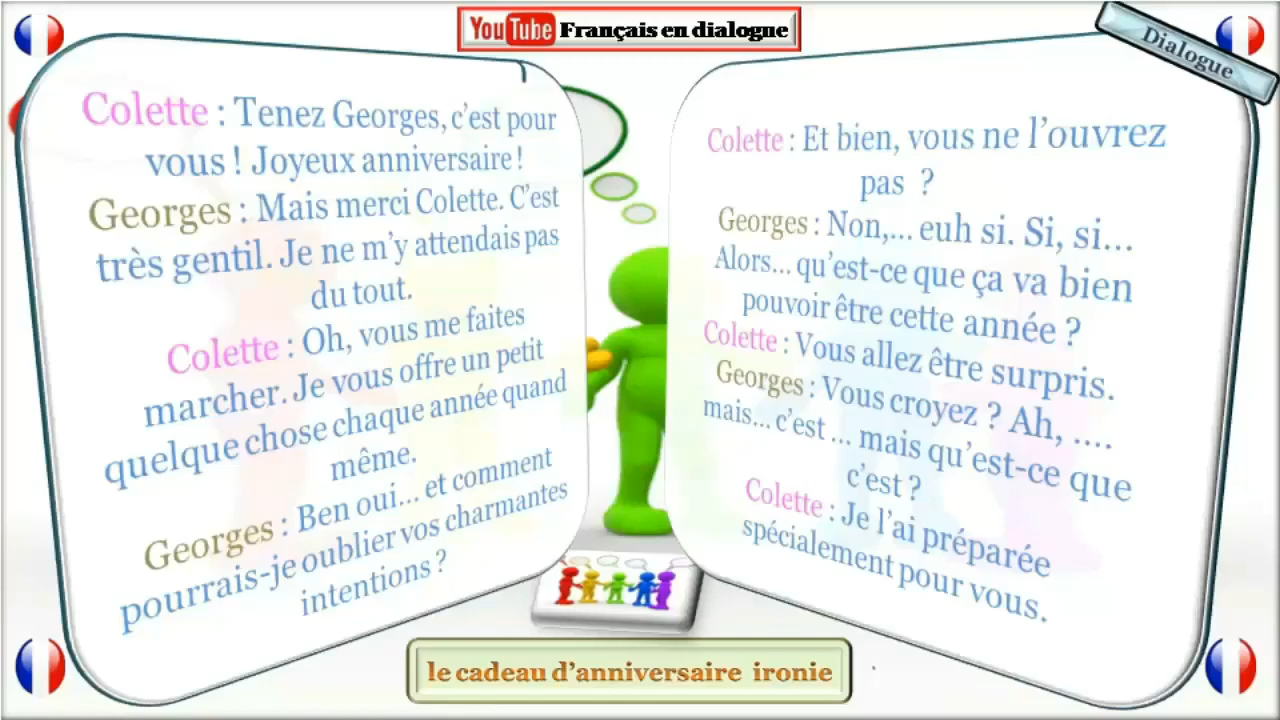 YouTube Français en dialogue
Dialogue
Colette : Tenez Georges, c'est pour
vous ! Joyeux anniversaire !
Georges : Mais merci Colette. C'est
très gentil. Je ne m'y attendais pas
du tout.
Colette : Oh, vous me faites
marcher. Je vous offre un petit
quelque chose chaque année quand
même.
Georges : Ben oui... et comment
pourrais-je oublier vos charmantes
intentions ?
Colette : Et bien, vous ne l'ouvrez
pas ?
Georges : Non,... euh si. Si, si...
Alors... qu'est-ce que ça va bien
pouvoir être cette année ?
Colette : Vous allez être surpris.
Georges : Vous croyez ? Ah, ....
mais... c'est ... mais qu'est-ce que
c'est ?
Colette : Je l'ai préparée
spécialement pour vous.
le cadeau d'anniversaire ironie